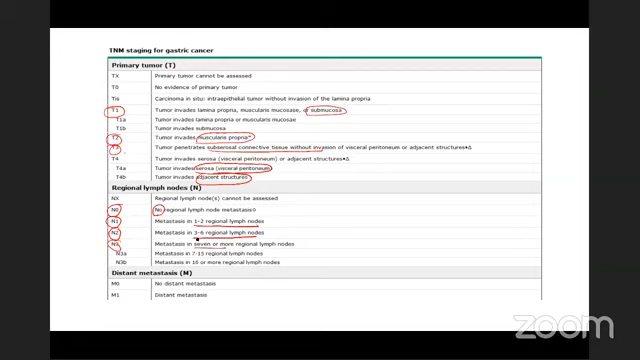 TNM staging for gastric cancer
Primary tumor (T)
TX Primary tumor cannot be assessed
T0 No evidence of primary tumor
Tis Carcinoma in situ: intraepithelial tumor without invasion of the lamina propria
T1 Tumor invades lamina propria, muscularis mucosae, or submucosa
T1a Tumor invades lamina propria or muscularis mucosae
T1b Tumor invades submucosa
T2 Tumor invades muscularis propria*
T3 Tumor penetrates subserosal connective tissue without invasion of visceral peritoneum or adjacent structures•Δ
T4 Tumor invades serosa (visceral peritoneum) or adjacent structures•Δ
T4a Tumor invades serosa (visceral peritoneum)
T4b Tumor invades adjacent structures
Regional lymph nodes (N)
NX Regional lymph node(s) cannot be assessed
N0 No regional lymph node metastasis◊
N1 Metastasis in 1-2 regional lymph nodes
N2 Metastasis in 3-6 regional lymph nodes
N3 Metastasis in seven or more regional lymph nodes
N3a Metastasis in 7-15 regional lymph nodes
N3b Metastasis in 16 or more regional lymph nodes
Distant metastasis (M)
M0 No distant metastasis
M1 Distant metastasis
zoom